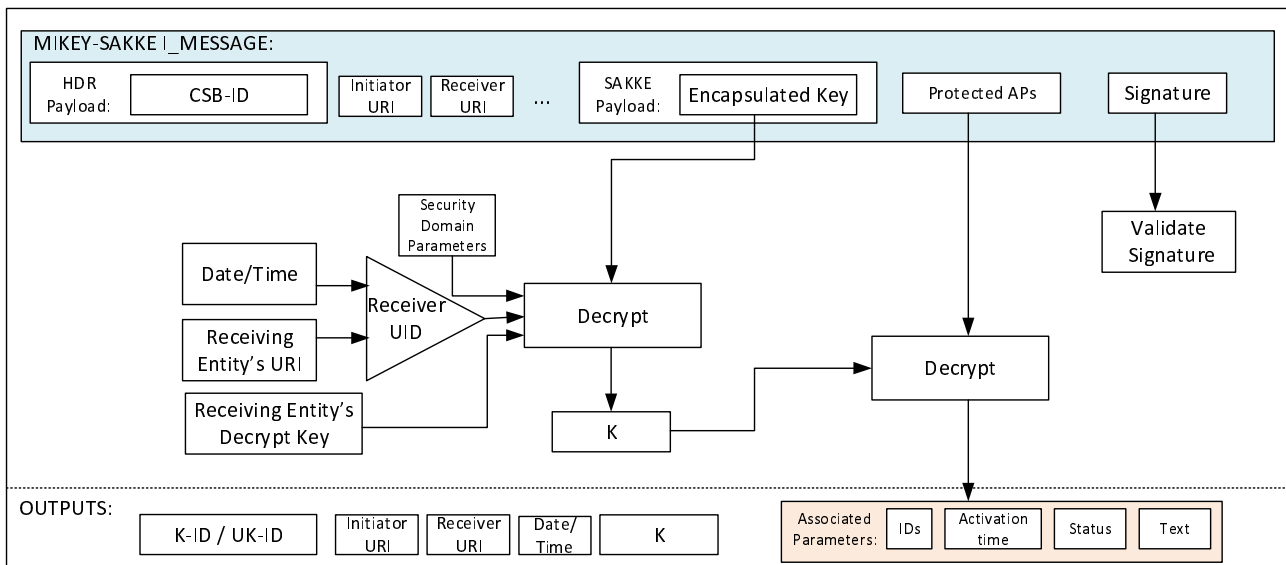 MIKEY-SAKKE I_MESSAGE:
HDR
Payload:
CSB-ID
Initiator
URI
Receiver
URI
...
SAKKE
Payload:
Encapsulated Key
Protected APs
Signature
Security
Domain
Parameters
Validate
Signature
Date/Time
Receiver
UID
Decrypt
Receiving
Entity’s URI
Decrypt
Receiving Entity’s
Decrypt Key
K
OUTPUTS:
K-ID / UK-ID
Initiator
URI
Receiver
URI
Date/
Time
K
Associated
Parameters:
IDs
Activation
time
Status
Text